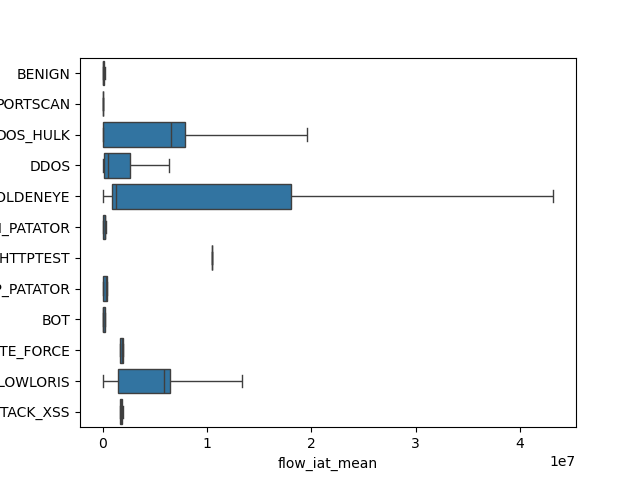 BENIGN
PORTSCAN
DOS_HULK
DDOS
OLDENEYE
_PATATOR
HTTPTEST
P_PATATOR
BOT
TE_FORCE
LOWLORIS
TACK_XSS
0 1 2 3 4
1e7
flow_iat_mean